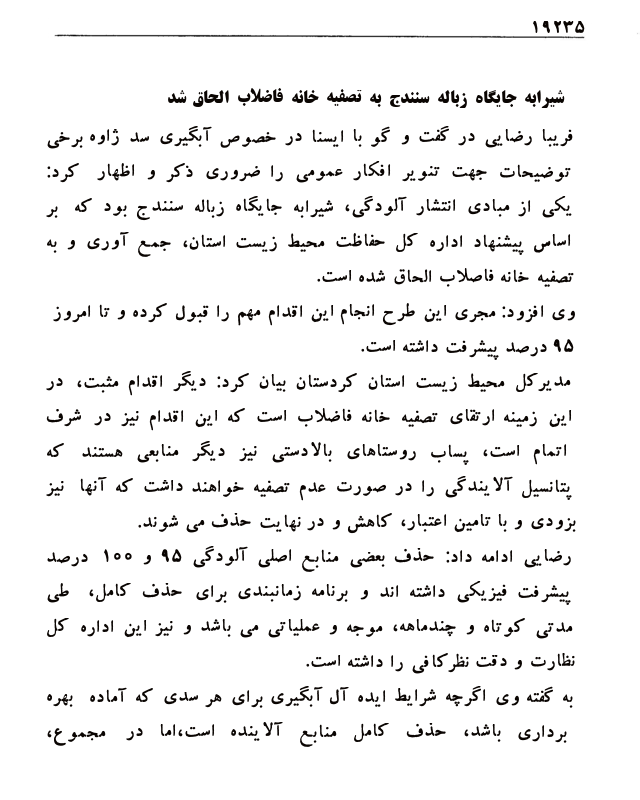 ۱۹۲۳۵
شیرابه جایگاه زباله سنندج به تصفیه خانه فاضلاب الحاق شد
فریبا رضایی در گفت و گو با ایسنا در خصوص آبگیری سد ژاوه برخی
توضیحات جهت تنویر افکار عمومی را ضروری ذکر و اظهار کرد:
یکی از مبادی انتشار آلودگی، شیرابه جایگاه زباله سنندج بود که بر
اساس پیشنهاد اداره کل حفاظت محیط زیست استان، جمع آوری و به
تصفیه خانه فاصلاب الحاق شده است.
وی افزود: مجری این طرح انجام این اقدام مهم را قبول کرده و تا امروز
۹۵ درصد پیشرفت داشته است.
مدیرکل محیط زیست استان کردستان بیان کرد: دیگر اقدام مثبت، در
این زمینه ارتقای تصفیه خانه فاضلاب است که این اقدام نیز در شرف
اتمام است، پساب روستاهای بالادستی نیز دیگر منابعی هستند که
پتانسیل آلایندگی را در صورت عدم تصفیه خواهند داشت که آنها نیز
بزودی و با تامین اعتبار، کاهش و در نهایت حذف می شوند.
رضایی ادامه داد: حذف بعضی منابع اصلی آلودگی ۹۵ و ۱۰۰ درصد
پیشرفت فیزیکی داشته اند و برنامه زمانبندی برای حذف کامل، طی
مدتی کوتاه و چندماهه، موجه و عملیاتی می باشد و نیز این اداره کل
نظارت و دقت نظرکافی را داشته است.
به گفته وی اگرچه شرایط ایده آل آبگیری برای هر سدی که آماده بهره
برداری باشد، حذف کامل منابع آلاینده است،اما در مجموع،